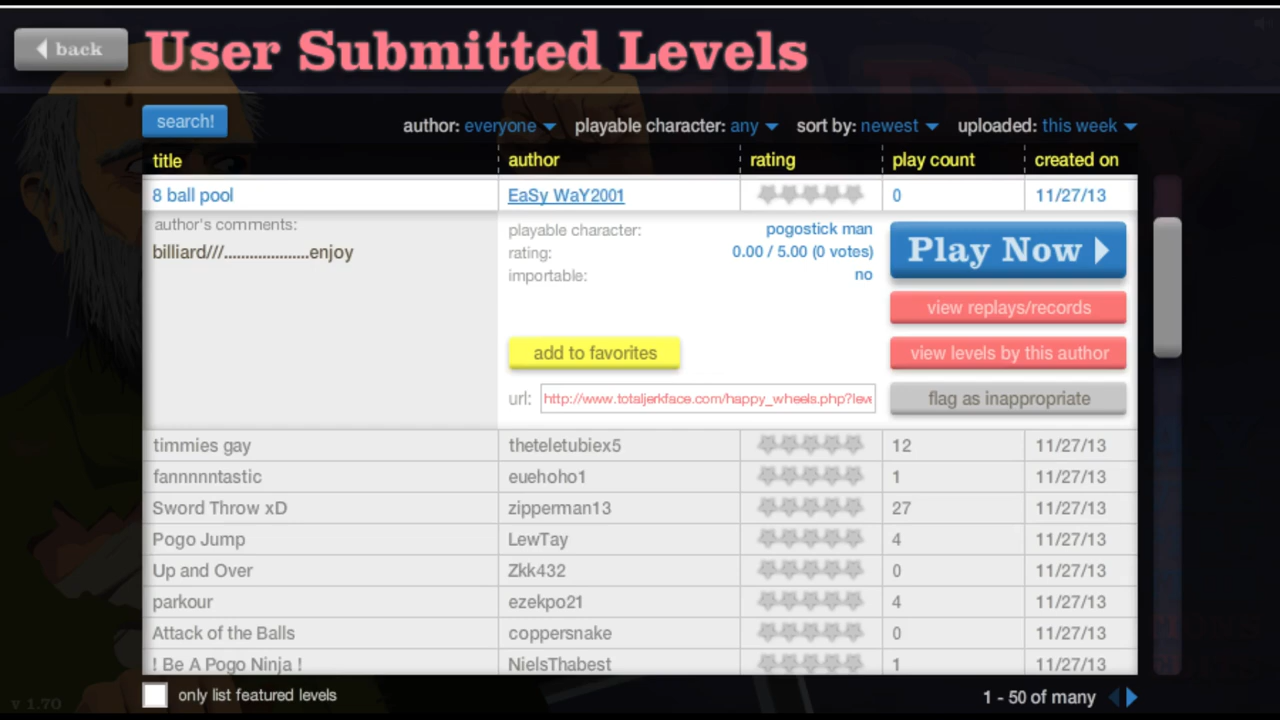 back
User Submitted Levels
search!
author: everyone playable character: any sort by: newest uploaded: this week
title author rating play count created on
8 ball pool EaSy WaY2001 0 11/27/13
author's comments:
billiard///....................enjoy
playable character: pogostick man
rating: 0.00 / 5.00 (0 votes)
importable: no
Play Now
view replays/records
add to favorites
view levels by this author
url: http://www.totaljerkface.com/happy_wheels.php?leve
flag as inappropriate
timmies gay theteletubiex5 12 11/27/13
fannnnntastic euehoho1 1 11/27/13
Sword Throw xD zipperman13 27 11/27/13
Pogo Jump LewTay 4 11/27/13
Up and Over Zkk432 0 11/27/13
parkour ezekpo21 4 11/27/13
Attack of the Balls coppersnake 0 11/27/13
! Be A Pogo Ninja ! NielsThabest 1 11/27/13
only list featured levels
1 - 50 of many
v 1.70